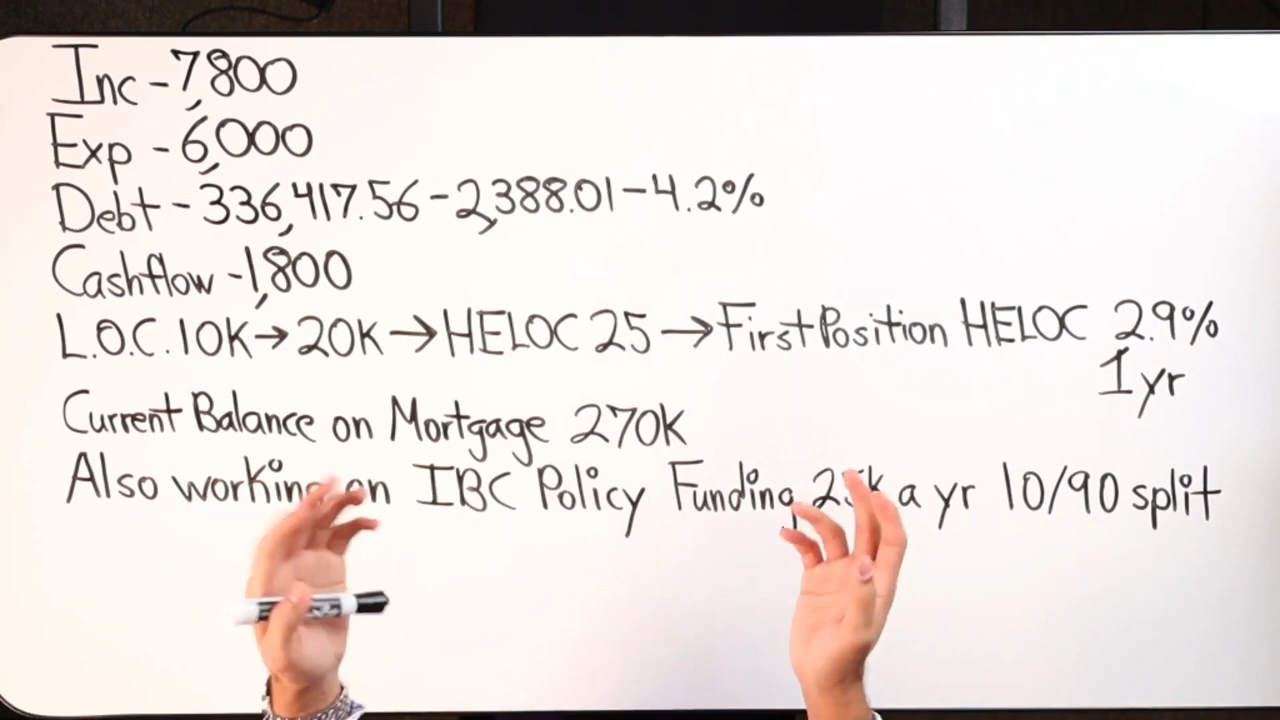 Inc - 7,800
Exp - 6,000
Debt - 336,417.56 - 2,388.01 - 4.2%
Cashflow - 1,800
L.O.C. 10K → 20K → HELOC 25 → First Position HELOC 2.9%
1 yr
Current Balance on Mortgage 270K
Also working on IBC Policy Funding a yr 10/90 split